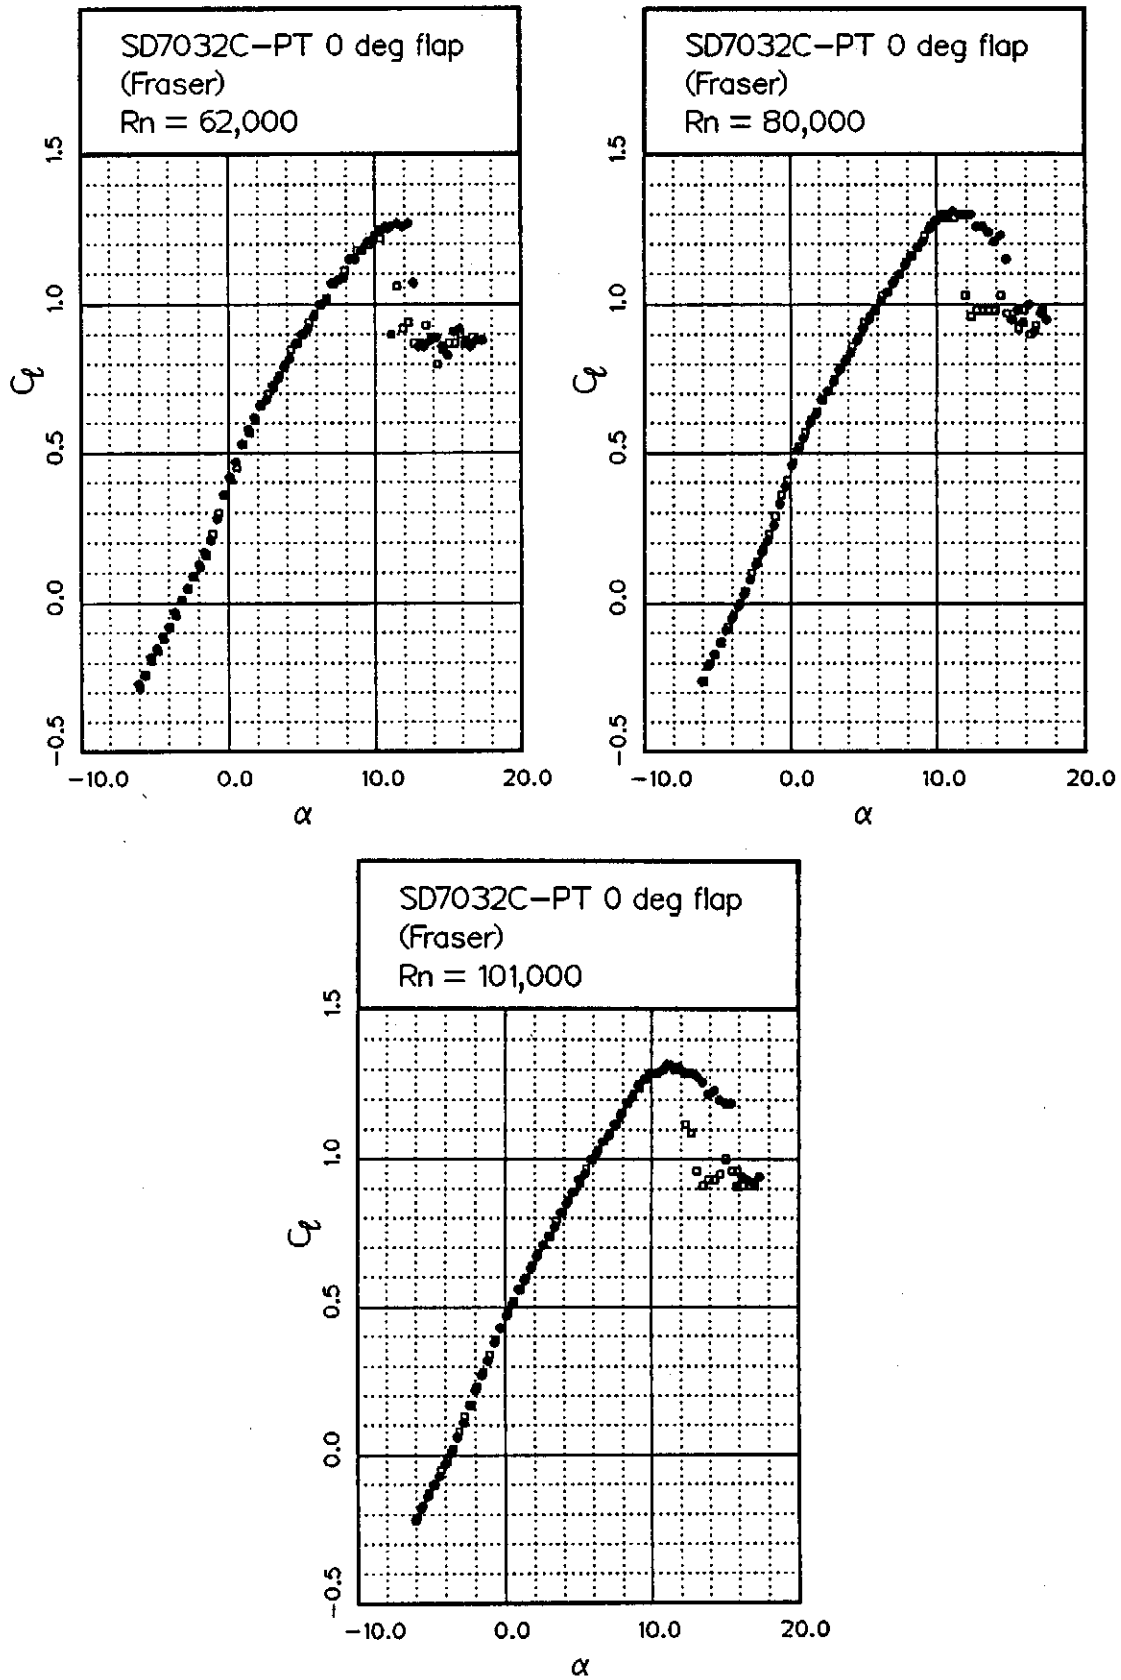 SD7032C-PT 0 deg flap
(Fraser)
Rn = 62,000
1.5
1.0
0.5
0.0
-0.5
Cℓ
-10.0 0.0 10.0 20.0
α
SD7032C-PT 0 deg flap
(Fraser)
Rn = 80,000
1.5
1.0
0.5
0.0
-0.5
Cℓ
-10.0 0.0 10.0 20.0
α
SD7032C-PT 0 deg flap
(Fraser)
Rn = 101,000
1.5
1.0
0.5
0.0
-0.5
Cℓ
-10.0 0.0 10.0 20.0
α